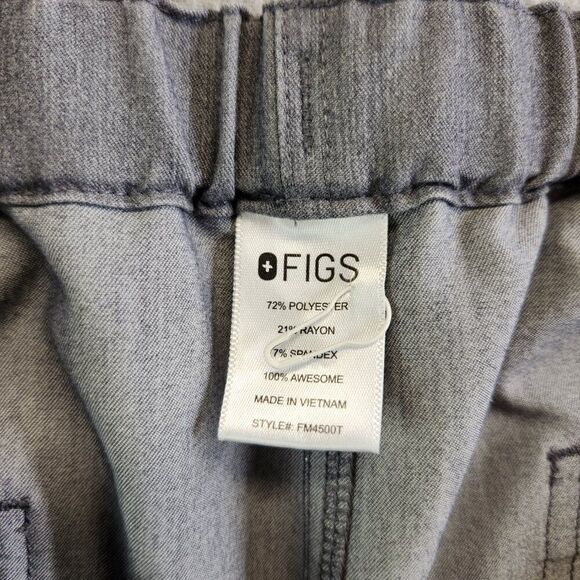 FIGS
72% POLYESTER
21% RAYON
7% SPANDEX
100% AWESOME
MADE IN VIETNAM
STYLE#: FM4500T